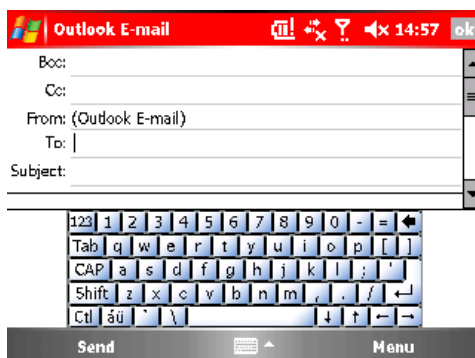 Outlook E-mail 14:57 ok
Bcc:
Cc:
From: (Outlook E-mail)
To:
Subject:
123 1 2 3 4 5 6 7 8 9 0 - =
Tab q w e r t y u i o p [ ]
CAP a s d f g h j k l ; '
Shift z x c v b n m , . /
Ctl áü ` \
Send Menu